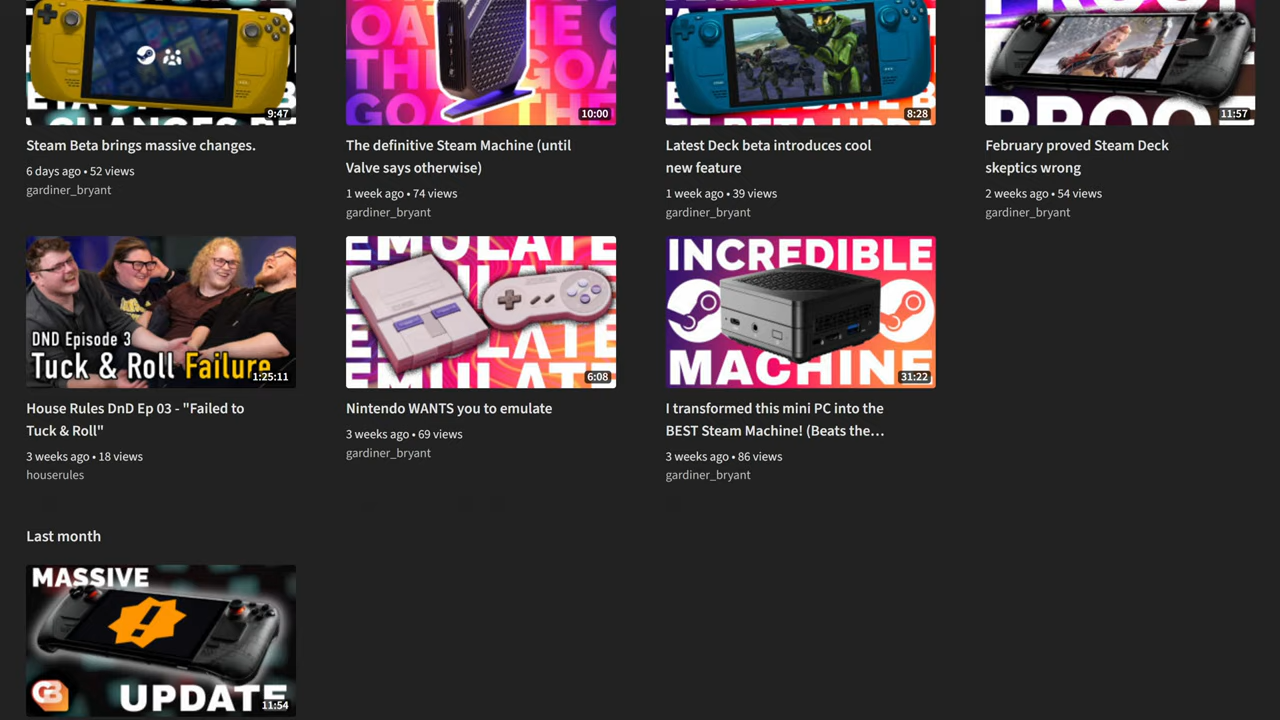 9:47
10:00
8:28
11:57
Steam Beta brings massive changes.
6 days ago • 52 views
gardiner_bryant
The definitive Steam Machine (until
Valve says otherwise)
1 week ago • 74 views
gardiner_bryant
Latest Deck beta introduces cool
new feature
1 week ago • 39 views
gardiner_bryant
February proved Steam Deck
skeptics wrong
2 weeks ago • 54 views
gardiner_bryant
DND Episode 3
Tuck & Roll Failure
1:25:11
EMULATE
EMULATE
6:08
INCREDIBLE
MACHINE
31:22
House Rules DnD Ep 03 - "Failed to
Tuck & Roll"
3 weeks ago • 18 views
houserules
Nintendo WANTS you to emulate
3 weeks ago • 69 views
gardiner_bryant
I transformed this mini PC into the
BEST Steam Machine! (Beats the…
3 weeks ago • 86 views
gardiner_bryant
Last month
MASSIVE
GB
UPDATE
11:54